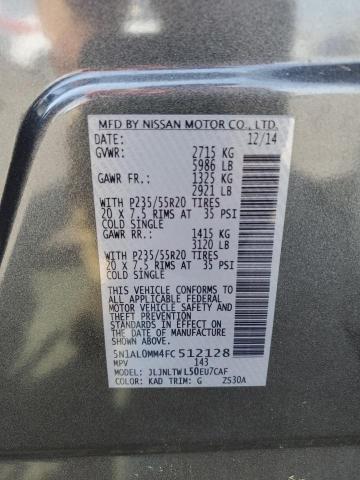 MFD BY NISSAN MOTOR CO., LTD.
DATE: 12/14
GVWR: 2715 KG
5986 LB
GAWR FR.: 1325 KG
2921 LB
WITH P235/55R20 TIRES
20 X 7.5 RIMS AT 35 PSI
COLD SINGLE
GAWR RR.: 1415 KG
3120 LB
WITH P235/55R20 TIRES
20 X 7.5 RIMS AT 35 PSI
COLD SINGLE
THIS VEHICLE CONFORMS TO
ALL APPLICABLE FEDERAL
MOTOR VEHICLE SAFETY AND
THEFT PREVENTION
STANDARDS IN EFFECT ON
THE DATE OF MANUFACTURE
SHOWN ABOVE.
5N1AL0MM4FC512128
MPV 143
MODEL: JLJNLTWL50EU7CAF
COLOR: KAD TRIM: G ZS30A